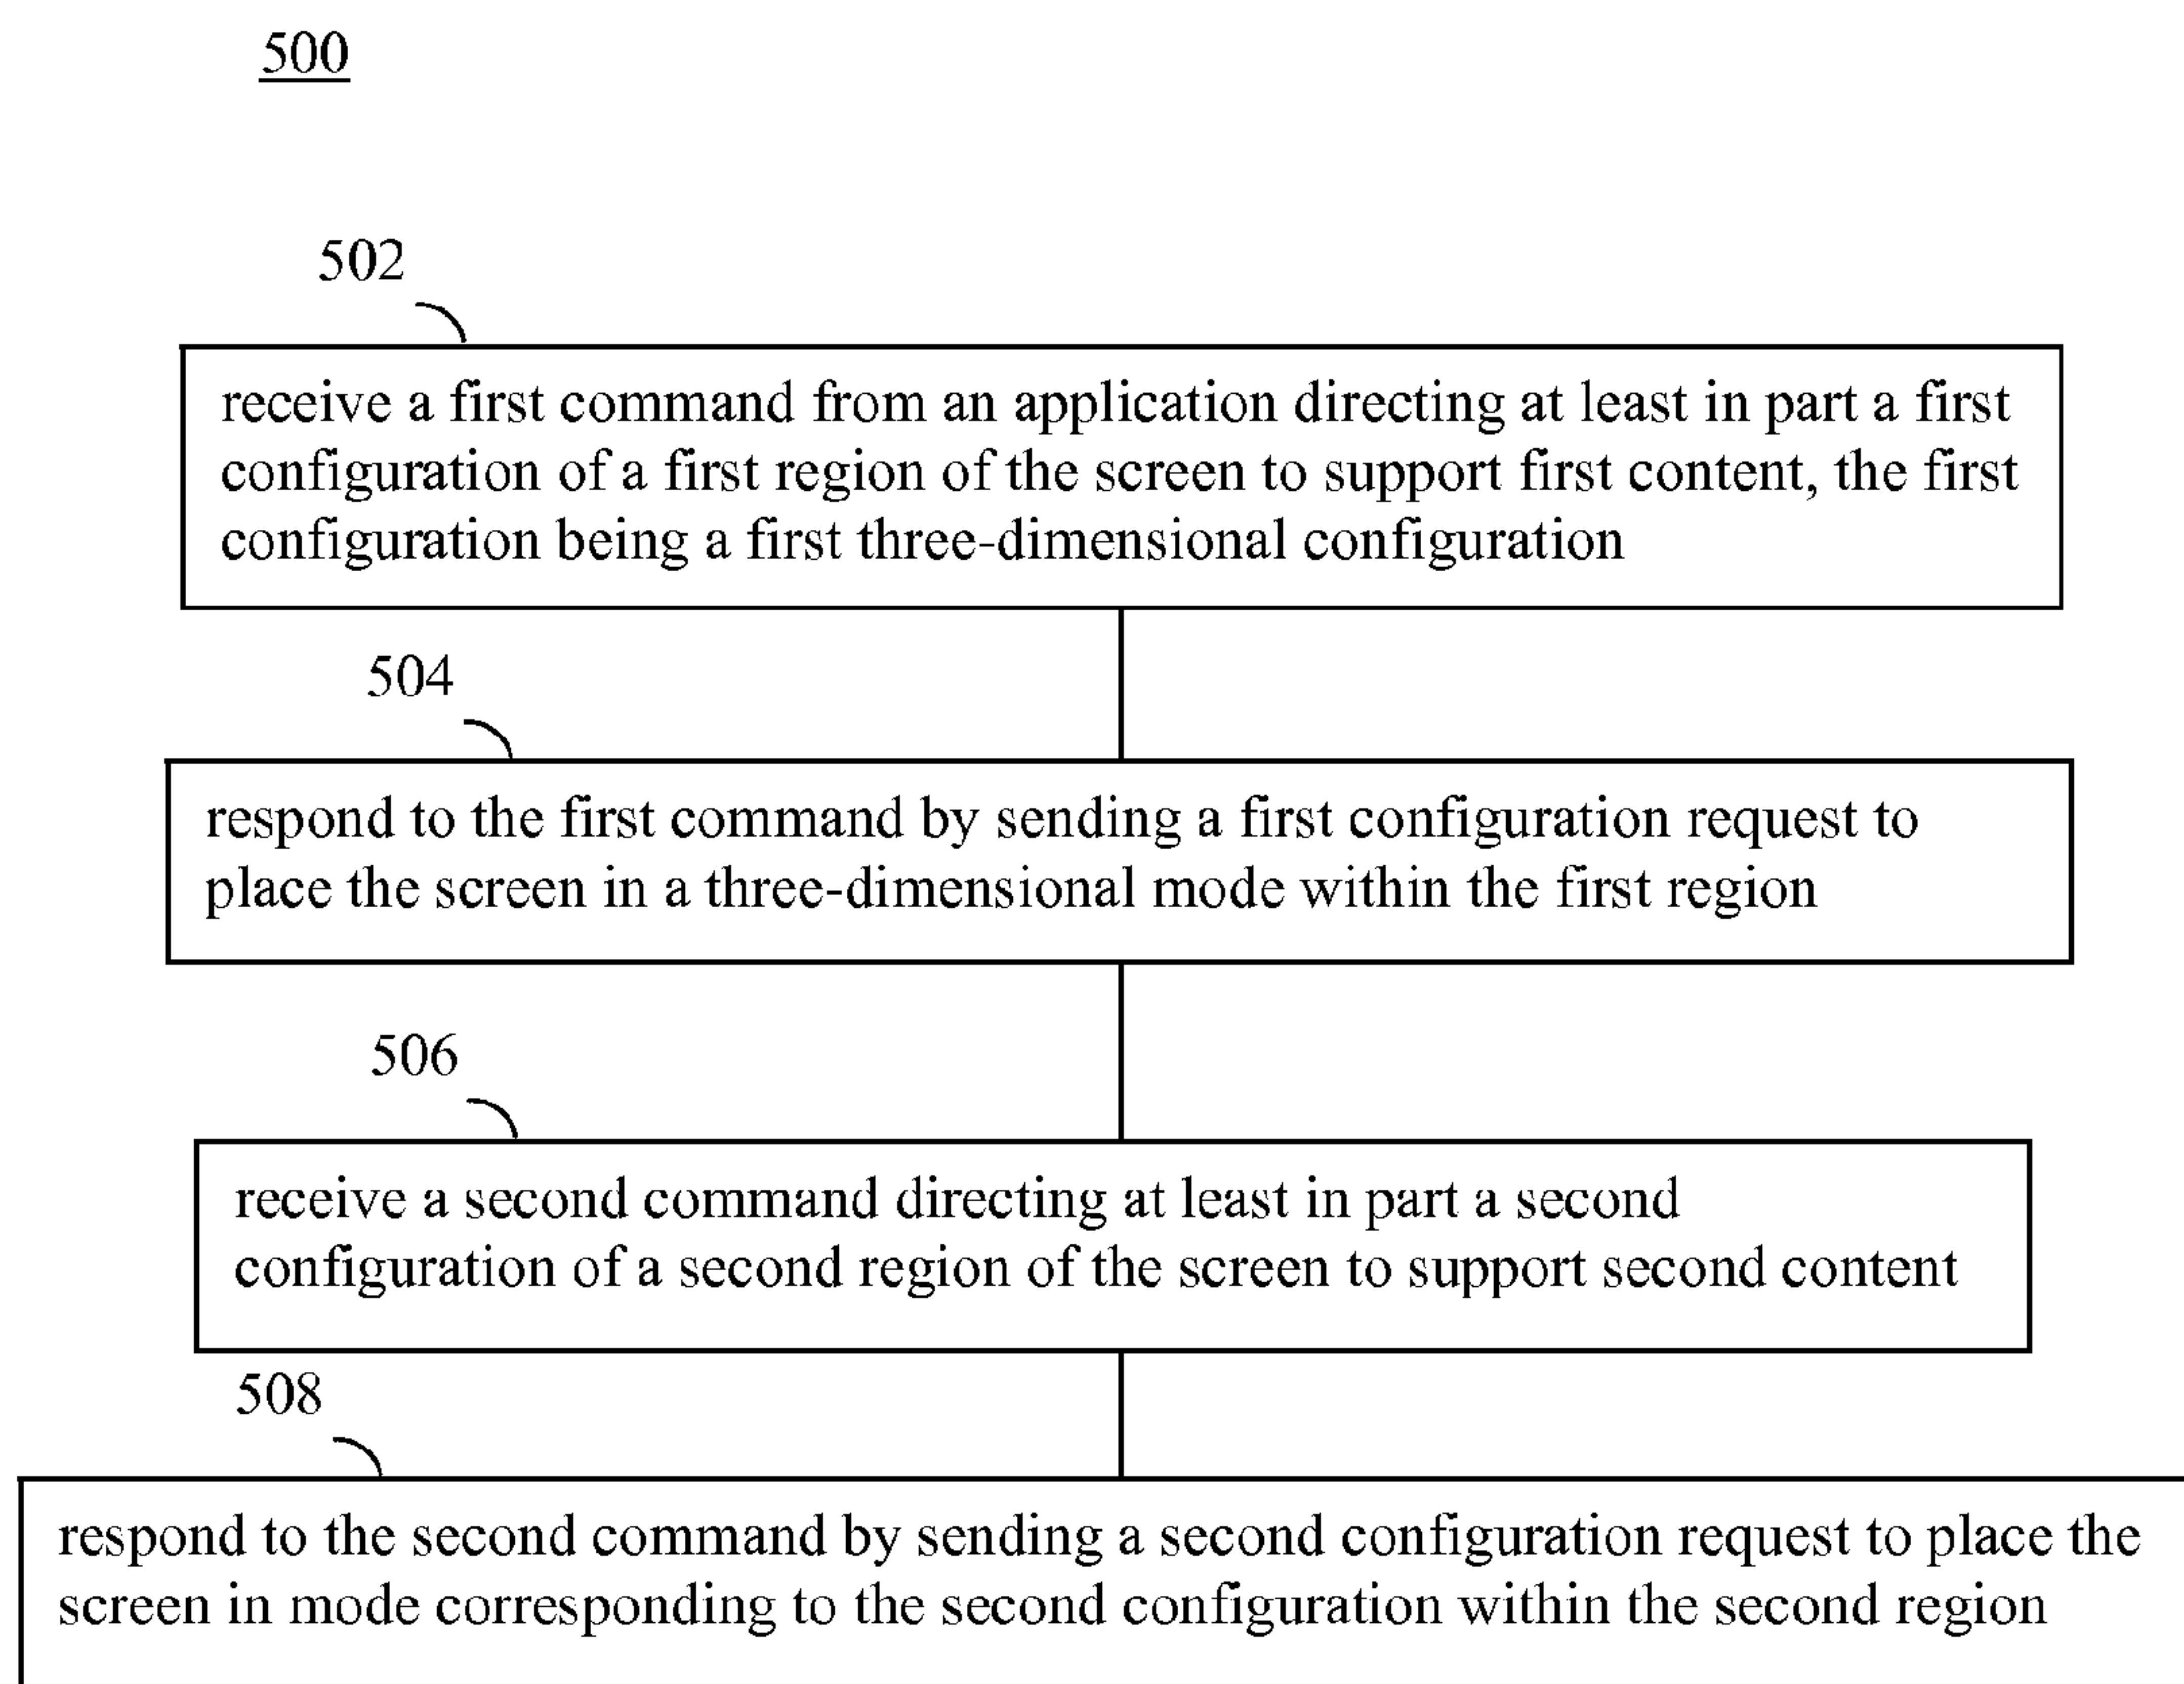 500
502
receive a first command from an application directing at least in part a first
configuration of a first region of the screen to support first content, the first
configuration being a first three-dimensional configuration
504
respond to the first command by sending a first configuration request to
place the screen in a three-dimensional mode within the first region
506
receive a second command directing at least in part a second
configuration of a second region of the screen to support second content
508
respond to the second command by sending a second configuration request to place the
screen in mode corresponding to the second configuration within the second region